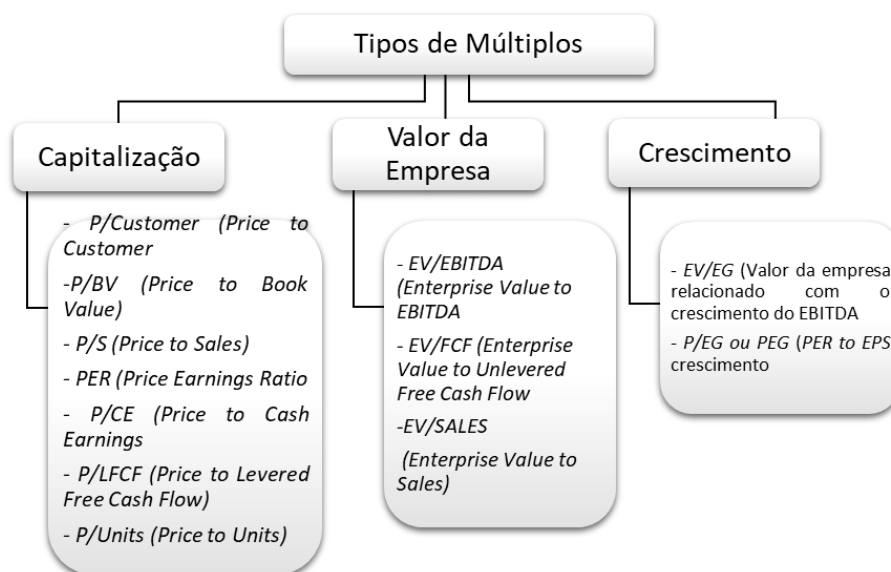 Tipos de Múltiplos
Capitalização
- P/Customer (Price to
Customer
-P/BV (Price to Book
Value)
- P/S (Price to Sales)
- PER (Price Earnings Ratio
- P/CE (Price to Cash
Earnings
- P/LFCF (Price to Levered
Free Cash Flow)
- P/Units (Price to Units)
Valor da
Empresa
- EV/EBITDA
(Enterprise Value to
EBITDA
- EV/FCF (Enterprise
Value to Unlevered
Free Cash Flow
-EV/SALES
(Enterprise Value to
Sales)
Crescimento
- EV/EG (Valor da empresa
relacionado com o
crescimento do EBITDA
- P/EG ou PEG (PER to EPS
crescimento